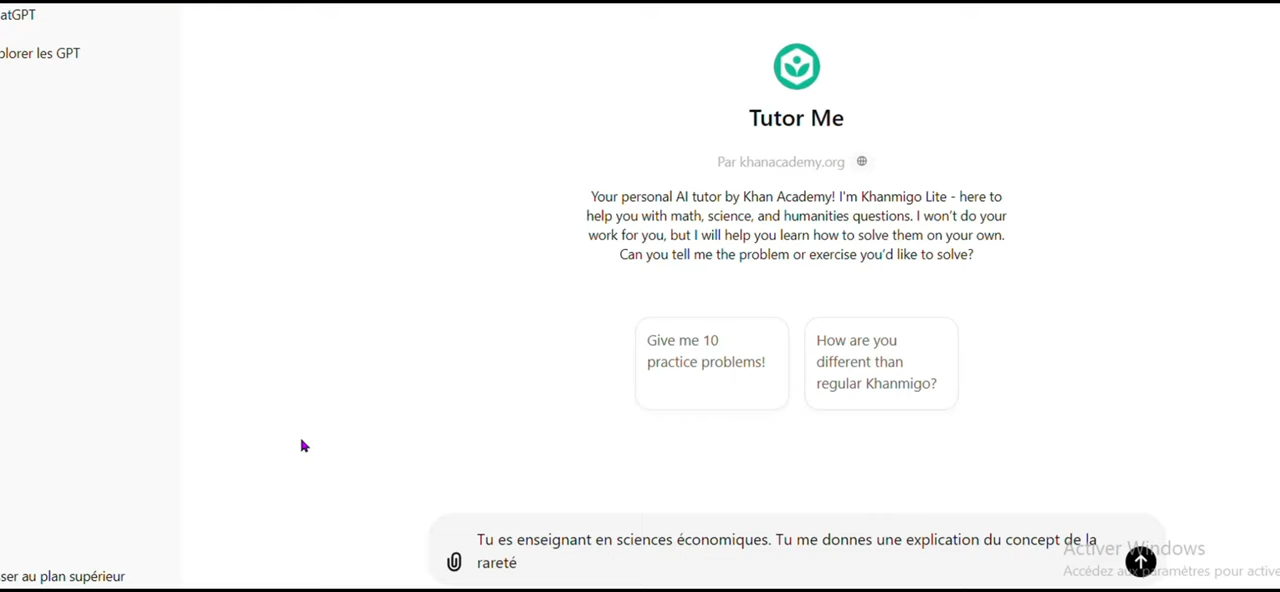 atGPT
plorer les GPT
Tutor Me
Par khanacademy.org
Your personal AI tutor by Khan Academy! I'm Khanmigo Lite - here to
help you with math, science, and humanities questions. I won't do your
work for you, but I will help you learn how to solve them on your own.
Can you tell me the problem or exercise you'd like to solve?
Give me 10
practice problems!
How are you
different than
regular Khanmigo?
Tu es enseignant en sciences économiques. Tu me donnes une explication du concept de la
rareté
Activer Windows
Accédez aux paramètres pour active
ser au plan supérieur